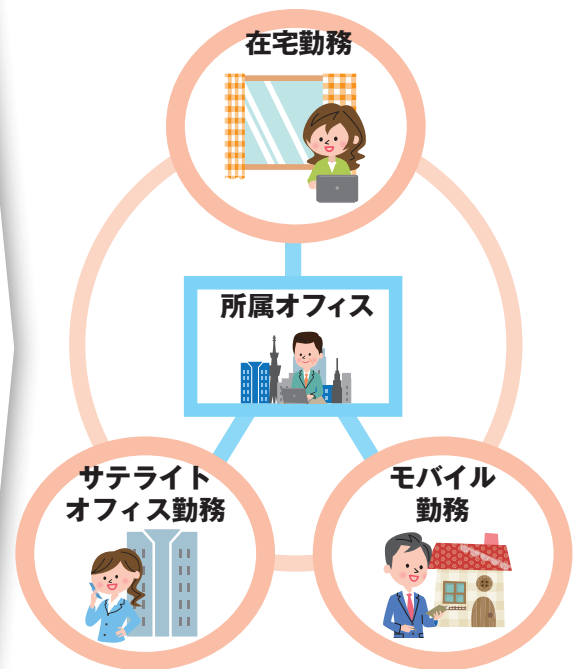 在宅勤務
所属オフィス
サテライト
オフィス勤務
モバイル
勤務